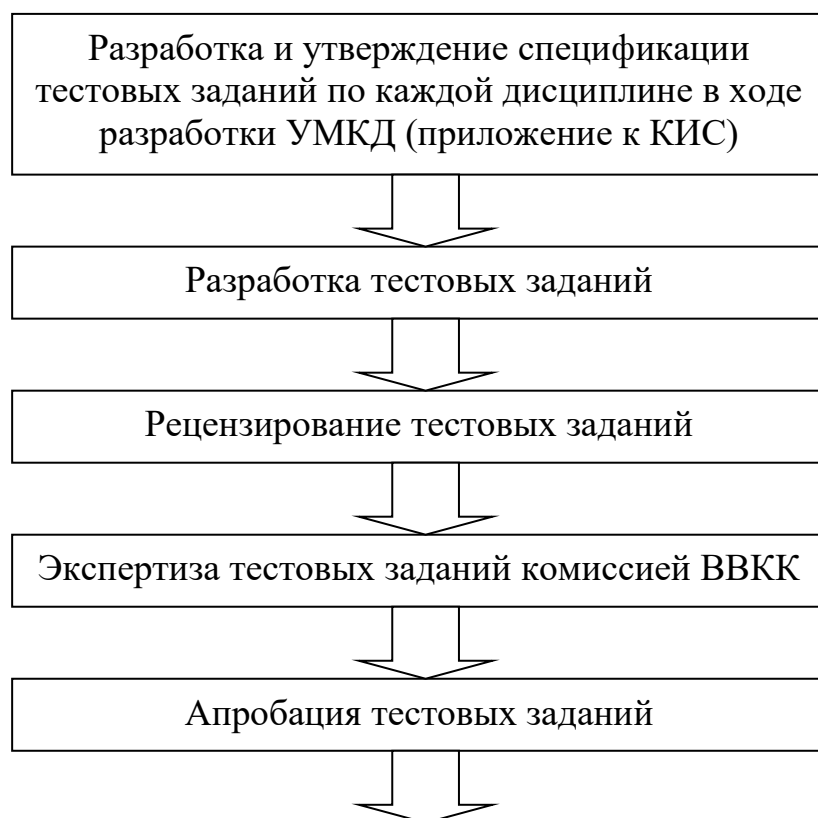 Разработка и утверждение спецификации
тестовых заданий по каждой дисциплине в ходе
разработки УМКД (приложение к КИС)
Разработка тестовых заданий
Рецензирование тестовых заданий
Экспертиза тестовых заданий комиссией ВВКК
Апробация тестовых заданий